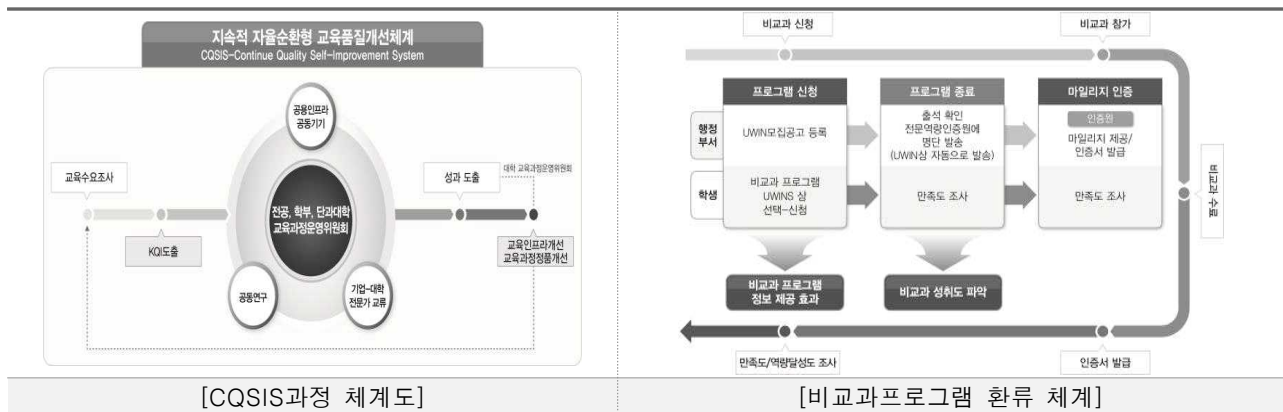 지속적 자율순환형 교육품질개선체계
CQSIS-Continue Quality Self-Improvement System
공용인프라
공동기기
교육수요조사
KQI도출
전공, 학부, 단과대학
교육과정운영위원회
공동연구
기업-대학
전문가 교류
성과 도출
대학 교육과정운영위원회
교육인프라개선
교육과정정품개선
[CQSIS과정 체계도]
비교과 신청
비교과 참가
프로그램 신청
프로그램 종료
마일리지 인증
행정
부서
UWIN모집공고 등록
출석 확인
전문역량인증원에
명단 발송
(UWIN상 자동으로 발송)
인증원
마일리지 제공/
인증서 발급
학생
비교과 프로그램
UWINS 상
선택-신청
만족도 조사
만족도 조사
비교과 수료
비교과 프로그램
정보 제공 효과
비교과 성취도 파악
만족도/역량달성도 조사
인증서 발급
[비교과프로그램 환류 체계]